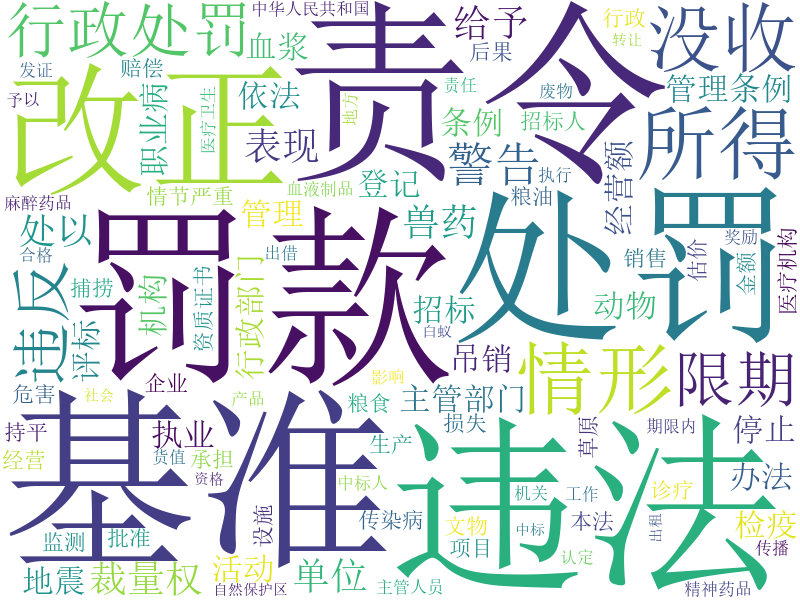 中华人民共和国
行政处罚
给予
行政
没收
责令
后果
转让
血浆
发证
赔偿
改正
责任
废物
管理条例
依法
予以
职业病
医疗卫生
地方
条例
招标人
所得
表现
警告
执行
经营额
情节严重
血液制品
登记
粮油
麻醉药品
管理
兽药
处罚
奖励
处以
罚款
合格
出借
销售
估价
金额
医疗机构
违反
捕捞
机构
资质证书
行政部门
招标
动物
评标
白蚁
吊销
情形
限期
危害
社会
企业
产品
影响
主管部门
粮食
基准
违法
持平
执业
损失
草原
期限内
停止
经营
货值
承担
生产
资格
中标人
机关
工作
诊疗
办法
设施
传染病
文物
本法
检疫
监测
批准
项目
中标
出租
传播
认定
地震
裁量权
活动
单位
自然保护区
主管人员
精神药品